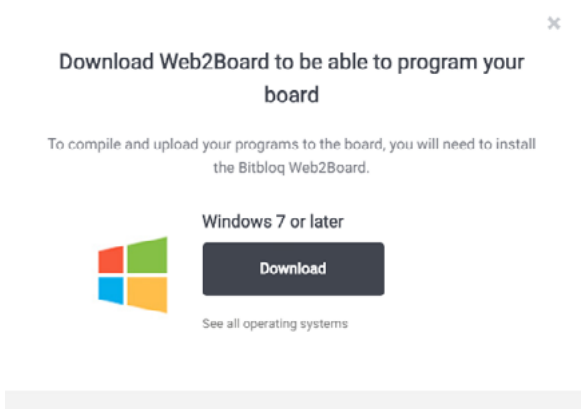 Download Web2Board to be able to program your
board
To compile and upload your programs to the board, you will need to install
the Bitbloq Web2Board.
Windows 7 or later
Download
See all operating systems